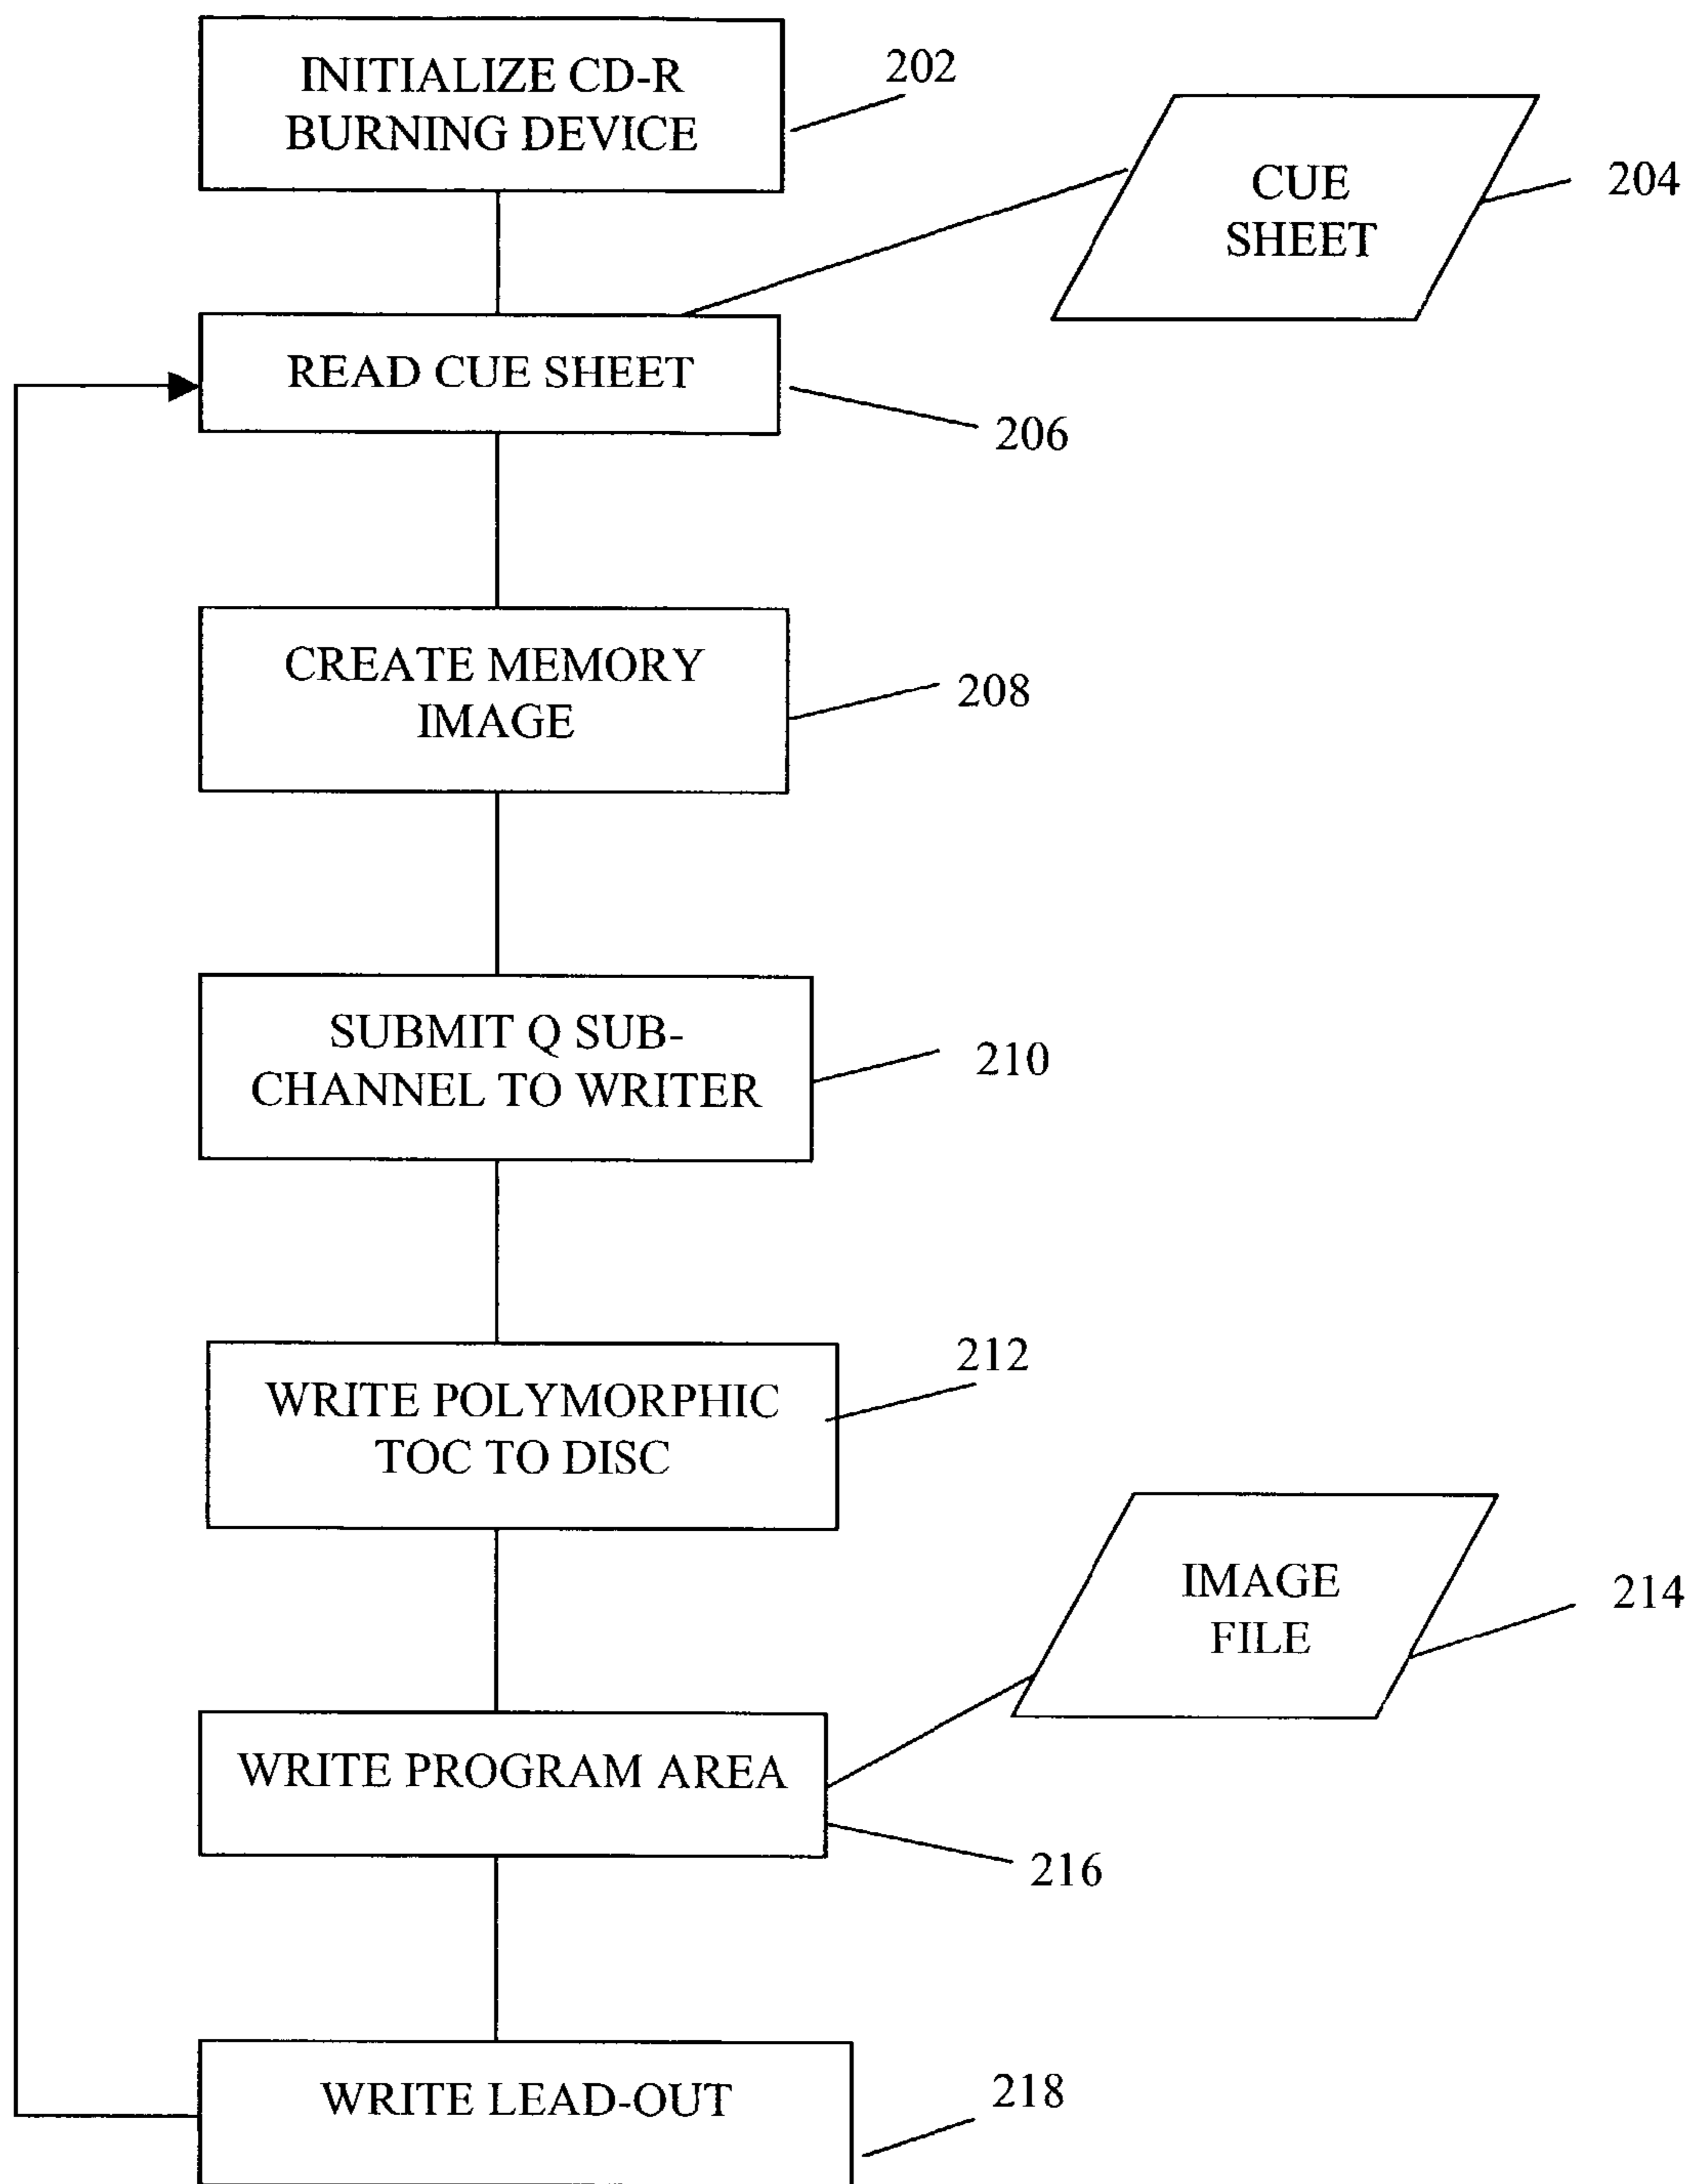 INITIALIZE CD-R
BURNING DEVICE
202
CUE
SHEET
204
READ CUE SHEET
206
CREATE MEMORY
IMAGE
208
SUBMIT Q SUB-
CHANNEL TO WRITER
210
WRITE POLYMORPHIC
TOC TO DISC
212
IMAGE
FILE
214
WRITE PROGRAM AREA
216
WRITE LEAD-OUT
218